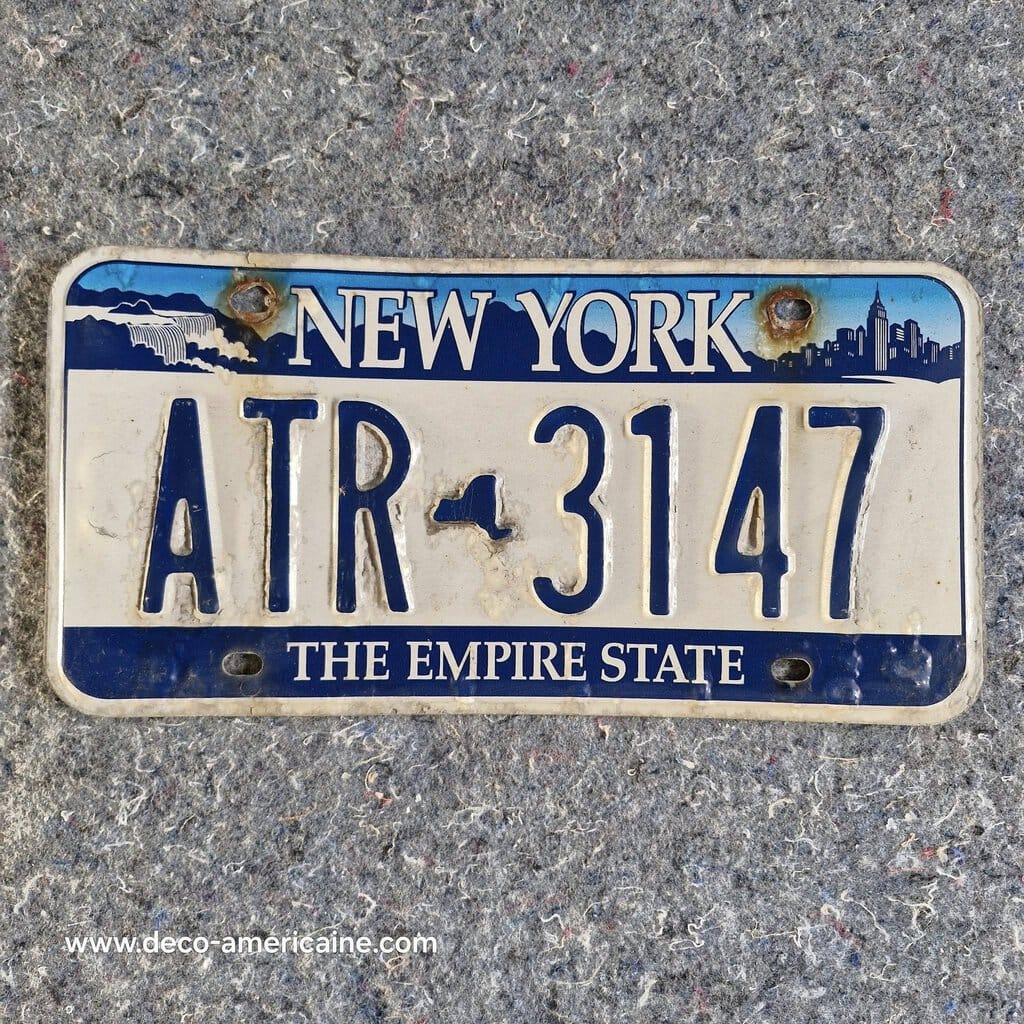 NEW YORK
ATR 3147
THE EMPIRE STATE
www.deco-americaine.com